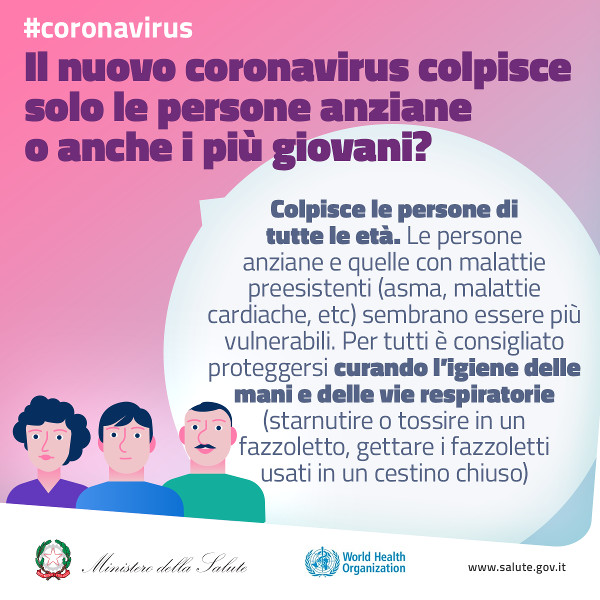 #coronavirus
Il nuovo coronavirus colpisce
solo le persone anziane
o anche i più giovani?
Colpisce le persone di
tutte le età. Le persone
anziane e quelle con malattie
preesistenti (asma, malattie
cardiache, etc) sembrano essere più
vulnerabili. Per tutti è consigliato
proteggersi curando l'igiene delle
mani e delle vie respiratorie
(starnutire o tossire in un
fazzoletto, gettare i fazzoletti
usati in un cestino chiuso)
Ministero della Salute
World Health
Organization
www.salute.gov.it